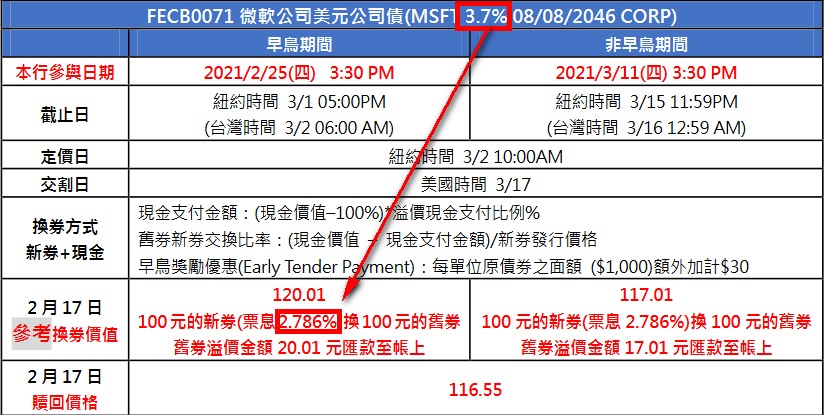 FECB0071 微軟公司美元公司債(MSFT 3.7% 08/08/2046 CORP)
早鳥期間 非早鳥期間
本行參與日期 2021/2/25(四) 3:30 PM 2021/3/11(四) 3:30 PM
截止日 紐約時間 3/1 05:00PM 紐約時間 3/15 11:59PM
(台灣時間 3/2 06:00 AM) (台灣時間 3/16 12:59 AM)
定價日 紐約時間 3/2 10:00AM
交割日 美國時間 3/17
換券方式
新券+現金
現金支付金額：(現金價值–100%)*溢價現金支付比例%
舊券新券交換比率：(現金價值 – 現金支付金額)/新券發行價格
早鳥獎勵優惠(Early Tender Payment)：每單位原債券之面額 ($1,000)額外加計$30
2 月 17 日
參考換券價值
120.01
100 元的新券(票息 2.786%)換 100 元的舊券
舊券溢價金額 20.01 元匯款至帳上
117.01
100 元的新券(票息 2.786%)換 100 元的舊券
舊券溢價金額 17.01 元匯款至帳上
2 月 17 日
贖回價格
116.55